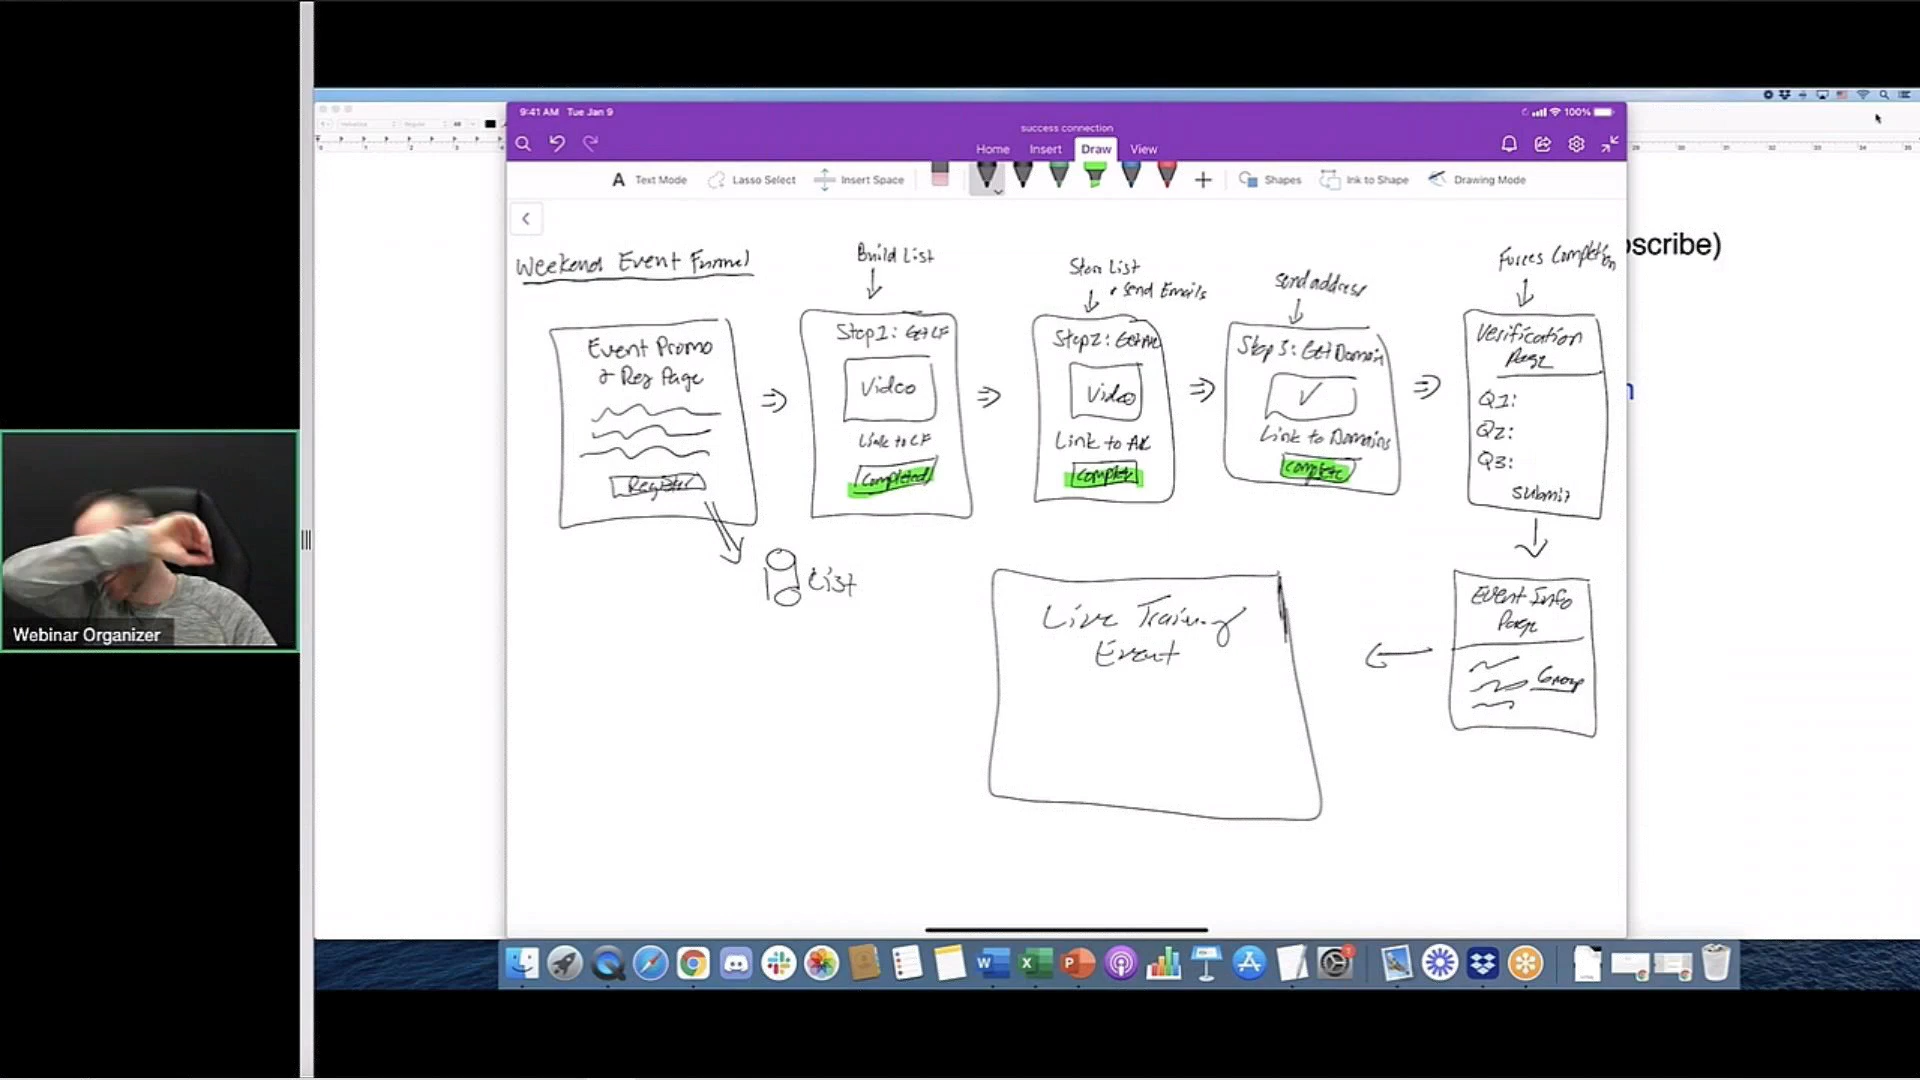 9:41 AM Tue Jan 9
100%
success connection
Home Insert Draw View
Text Mode Lasso Select Insert Space Shapes Ink to Shape Drawing Mode
scribe)
Weekend Event Funnel
Build List
Store List
+ Send Emails
Send address
Forces Completion
Event Promo
& Reg Page
Register
List
Step 1: Get CF
Video
Link to CF
Completed
Step 2: Get AC
Video
Link to AC
Complete
Step 3: Get Domain
Link to Domains
Complete
Verification
Page
Q1:
Q2:
Q3:
Submit
Event Info
Page
Group
Live Training
Event
Webinar Organizer